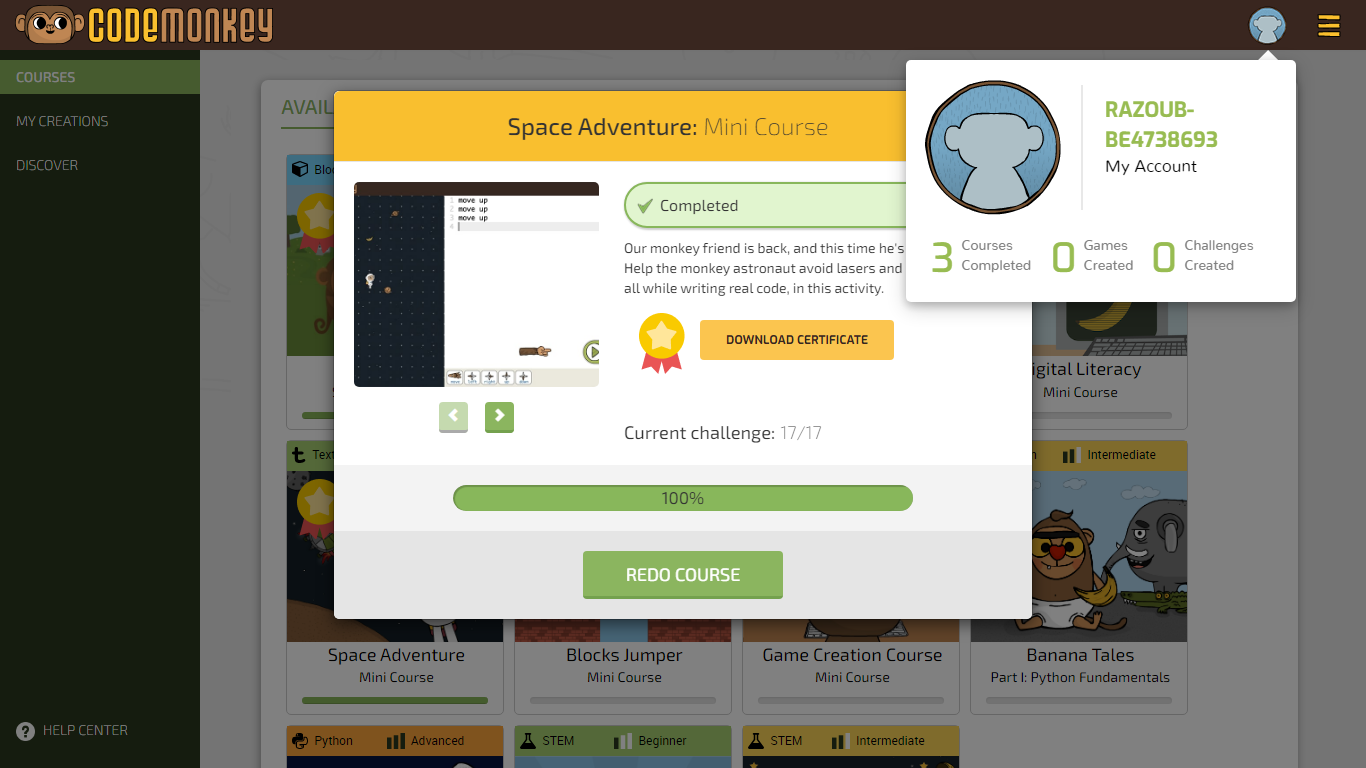 CODEMONKEY
COURSES
MY CREATIONS
DISCOVER
HELP CENTER
AVAIL
Space Adventure: Mini Course
1 move up
2 move up
3 move up
4
move
left
right
up
down
Completed
Our monkey friend is back, and this time he's
Help the monkey astronaut avoid lasers and
all while writing real code, in this activity.
DOWNLOAD CERTIFICATE
Current challenge: 17/17
100%
REDO COURSE
RAZOUB-
BE4738693
My Account
3 Courses
Completed
0 Games
Created
0 Challenges
Created
Bloc
igital Literacy
Mini Course
Text
Intermediate
Space Adventure
Mini Course
Blocks Jumper
Mini Course
Game Creation Course
Mini Course
Banana Tales
Part I: Python Fundamentals
Python Advanced
STEM Beginner
STEM Intermediate